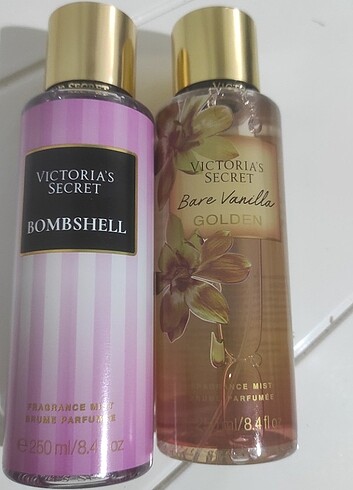 VICTORIA'S
SECRET
BOMBSHELL
FRAGRANCE MIST
BRUME PARFUMÉE
℮ 250 ml/8.4 fl oz
VICTORIA'S
SECRET
Bare Vanilla
GOLDEN
FRAGRANCE MIST
BRUME PARFUMÉE
ml/8.4 fl oz